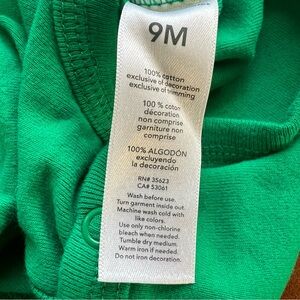 9M
100% cotton
exclusive of decoration
exclusive of trimming
100 % coton
décoration
non comprise
garniture non
comprise
100% ALGODÓN
excluyendo
la decoración
RN# 35623
CA# 53061
Wash before use.
Turn garment inside out.
Machine wash cold with
like colors.
Use only non-chlorine
bleach when needed.
Tumble dry medium.
Warm iron if needed.
Do not iron decoration.